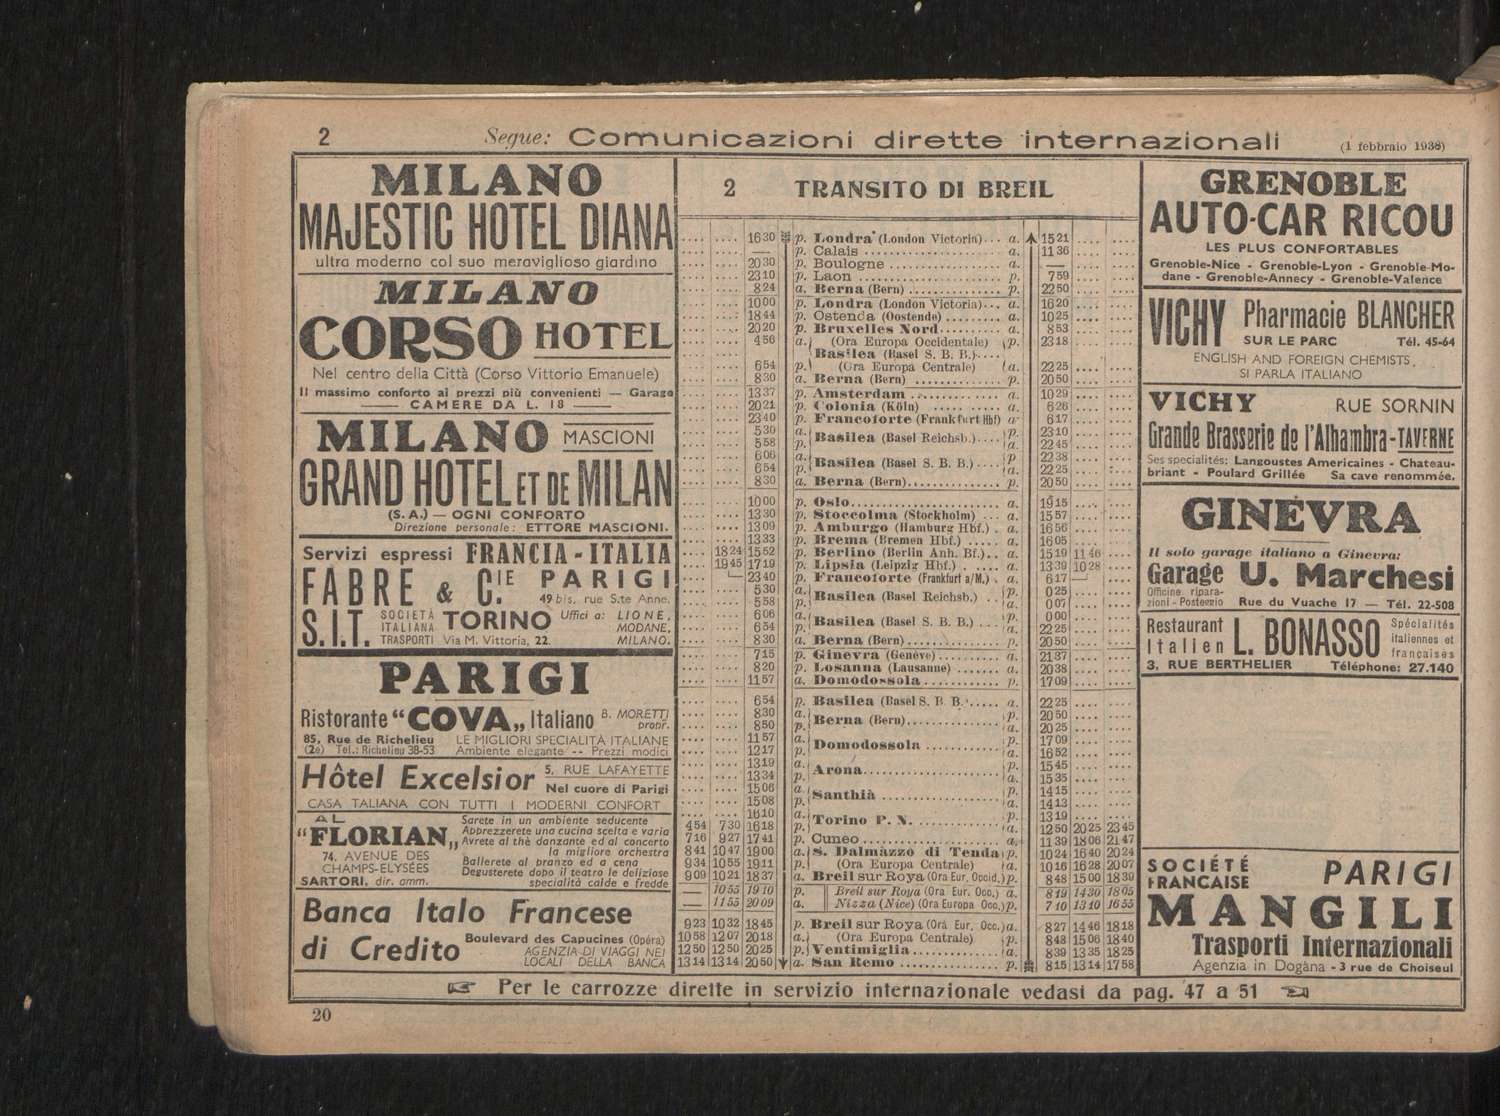 2 Segue: Comunicazioni dirette internazionali (1 febbraio 1938)
MILANO
MAJESTIC HOTEL DIANA
ultra moderno col suo meraviglioso giardino
MILANO
CORSO HOTEL
Nel centro della Città (Corso Vittorio Emanuele)
Il massimo conforto ai prezzi più convenienti — Garage
CAMERE DA L. 18
MILANO MASCIONI
GRAND HOTEL ET DE MILAN
(S.A.) — OGNI CONFORTO
Direzione personale: ETTORE MASCIONI.
Servizi espressi FRANCIA - ITALIA
FABRE & C.IE PARIGI
49 bis, rue S.te Anne.
S.I.T. SOCIETÀ ITALIANA TRASPORTI TORINO Via M. Vittoria, 22. Uffici a: LIONE, MODANE, MILANO.
PARIGI
Ristorante "COVA„ Italiano B. MORETTI propr.
85, Rue de Richelieu LE MIGLIORI SPECIALITÀ ITALIANE
(2e) Tel.: Richelieu 38-53 Ambiente elegante -- Prezzi modici
Hôtel Excelsior 5, RUE LAFAYETTE
Nel cuore di Parigi
CASA TALIANA CON TUTTI I MODERNI CONFORT
AL
"FLORIAN„
74, AVENUE DES
CHAMPS-ELYSÉES
SARTORI, dir. amm.
Sarete in un ambiente seducente
Apprezzerete una cucina scelta e varia
Avrete al thè danzante ed al concerto
la migliore orchestra
Ballerete al pranzo ed a cena
Degusterete dopo il teatro le deliziose
specialità calde e fredde
Banca Italo Francese
di Credito Boulevard des Capucines (Opéra)
AGENZIA DI VIAGGI NEI
LOCALI DELLA BANCA
2 TRANSITO DI BREIL
.... .... 16 30 p. Londra (London Victoria)... a. 15 21 .... ....
.... .... — p. Calais a. 11 36 .... ....
.... .... 20 30 p. Boulogne a. — .... ....
.... .... 23 10 p. Laon a. 7 59 .... ....
.... .... 8 24 a. Berna (Bern) p. 22 50 .... ....
.... .... 10 00 p. Londra (London Victoria)... a. 16 20 .... ....
.... .... 18 44 p. Ostenda (Oostende) a. 10 25 .... ....
.... .... 20 20 p. Bruxelles Nord a. 8 53 .... ....
.... .... 4 56 a. (Ora Europa Occidentale) p. 23 18 .... ....
Basilea (Basel S. B. B.)
.... .... 6 54 p. (Ora Europa Centrale) a. 22 25 .... ....
.... .... 8 30 a. Berna (Bern) p. 20 50 .... ....
.... .... 13 37 p. Amsterdam a. 10 29 .... ....
.... .... 20 21 p. Colonia (Köln) a. 6 26 .... ....
.... .... 23 40 p. Francoforte (Frankfurt Hbf) a. 6 17 .... ....
.... .... 5 30 a. Basilea (Basel Reichsb.) p. 23 10 .... ....
.... .... 5 58 p. a. 22 45 .... ....
.... .... 6 06 a. Basilea (Basel S. B. B.) p. 22 38 .... ....
.... .... 6 54 p. a. 22 25 .... ....
.... .... 8 30 a. Berna (Bern) p. 20 50 .... ....
.... .... 10 00 p. Oslo a. 19 15 .... ....
.... .... 13 30 p. Stoccolma (Stockholm) a. 15 57 .... ....
.... .... 13 09 p. Amburgo (Hamburg Hbf.) a. 16 56 .... ....
.... .... 13 33 p. Brema (Bremen Hbf.) a. 16 05 .... ....
.... 18 24 15 52 p. Berlino (Berlin Anh. Bf.) a. 15 19 11 46 ....
.... 19 45 17 19 p. Lipsia (Leipzig Hbf.) a. 13 39 10 28 ....
.... 23 40 p. Francoforte (Frankfurt a/M.) a. 6 17 — ....
.... .... 5 30 a. Basilea (Basel Reichsb.) p. 0 25 .... ....
.... .... 5 58 p. a. 0 07 .... ....
.... .... 6 06 a. Basilea (Basel S. B. B.) p. 0 00 .... ....
.... .... 6 54 p. a. 22 25 .... ....
.... .... 8 30 a. Berna (Bern) p. 20 50 .... ....
.... .... 7 15 p. Ginevra (Genève) a. 21 37 .... ....
.... .... 8 20 p. Losanna (Lausanne) a. 20 38 .... ....
.... .... 11 57 a. Domodossola p. 17 09 .... ....
.... .... 6 54 p. Basilea (Basel S. B. B.) a. 22 25 .... ....
.... .... 8 30 a. Berna (Bern) p. 20 50 .... ....
.... .... 8 50 p. a. 20 25 .... ....
.... .... 11 57 a. Domodossola p. 17 09 .... ....
.... .... 12 17 p. a. 16 52 .... ....
.... .... 13 19 a. Arona p. 15 45 .... ....
.... .... 13 34 p. a. 15 35 .... ....
.... .... 15 06 a. Santhià p. 14 15 .... ....
.... .... 15 08 p. a. 14 13 .... ....
.... .... 16 10 a. Torino P. N. p. 13 19 .... ....
4 54 7 30 16 18 p. a. 12 50 20 25 23 45
7 16 9 27 17 41 p. Cuneo a. 11 39 18 06 21 47
8 41 10 47 19 00 a. S. Dalmazzo di Tenda p. 10 24 16 40 20 24
9 34 10 55 19 11 p. (Ora Europa Centrale) a. 10 16 16 28 20 07
9 09 10 21 18 37 a. Breil sur Roya (Ora Eur. Occid.) p. 8 48 15 00 18 39
— 10 55 19 10 p. Breil sur Roya (Ora Eur. Occ.) a. 8 19 14 30 18 05
— 11 55 20 09 a. Nizza (Nice) (Ora Europa Occ.) p. 7 10 13 10 16 55
9 23 10 32 18 45 p. Breil sur Roya (Ora Eur. Occ.) a. 8 27 14 46 18 18
10 58 12 07 20 18 a. (Ora Europa Centrale) p. 8 48 15 06 18 40
12 50 12 50 20 25 p. Ventimiglia a. 8 39 13 35 18 25
13 14 13 14 20 50 a. San Remo p. 8 15 13 14 17 58
GRENOBLE
AUTO-CAR RICOU
LES PLUS CONFORTABLES
Grenoble-Nice - Grenoble-Lyon - Grenoble-Mo-
dane - Grenoble-Annecy - Grenoble-Valence
VICHY Pharmacie BLANCHER
SUR LE PARC Tél. 45-64
ENGLISH AND FOREIGN CHEMISTS
SI PARLA ITALIANO
VICHY RUE SORNIN
Grande Brasserie de l'Alhambra-TAVERNE
Ses specialités: Langoustes Americaines - Chateau-
briant - Poulard Grillée Sa cave renommée.
GINEVRA
Il solo garage italiano a Ginevra:
Garage U. Marchesi
Officine ripara-
zioni - Posteggio Rue du Vuache 17 — Tél. 22-508
Restaurant Italien L. BONASSO Spécialités italiennes et françaises
3, RUE BERTHELIER Téléphone: 27.140
SOCIÉTÉ
FRANCAISE PARIGI
MANGILI
Trasporti Internazionali
Agenzia in Dogàna - 3 rue de Choiseul
☞ Per le carrozze dirette in servizio internazionale vedasi da pag. 47 a 51 ☜
20